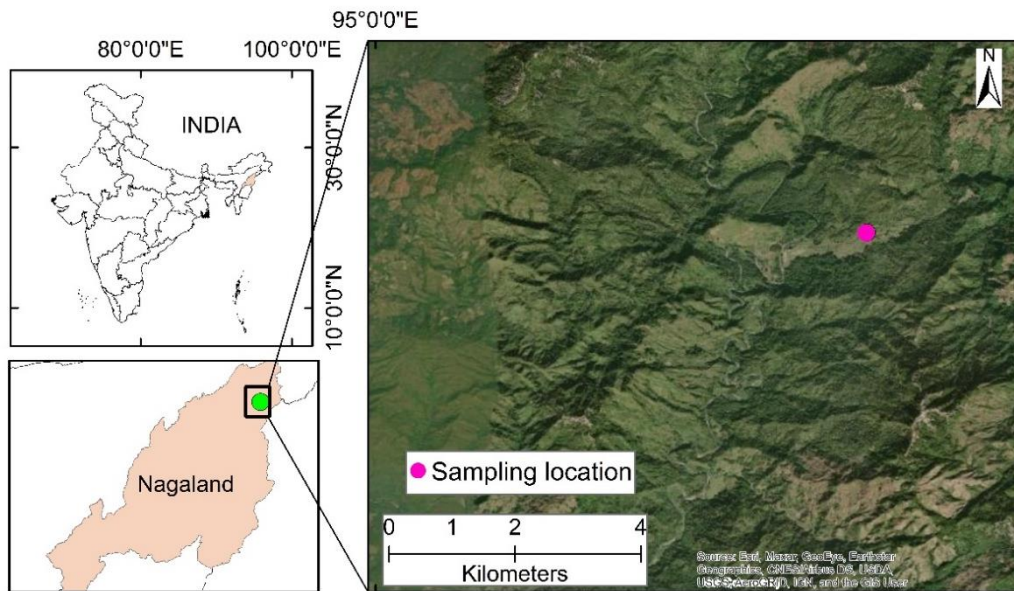 95°0'0"E
80°0'0"E 100°0'0"E
N
INDIA
30°0'0"N
10°0'0"N
Nagaland
Sampling location
0 1 2 4
Kilometers
Source: Esri, Maxar, GeoEye, Earthstar
Geographics, CNES/Airbus DS, USDA,
USGS, AeroGRID, IGN, and the GIS User